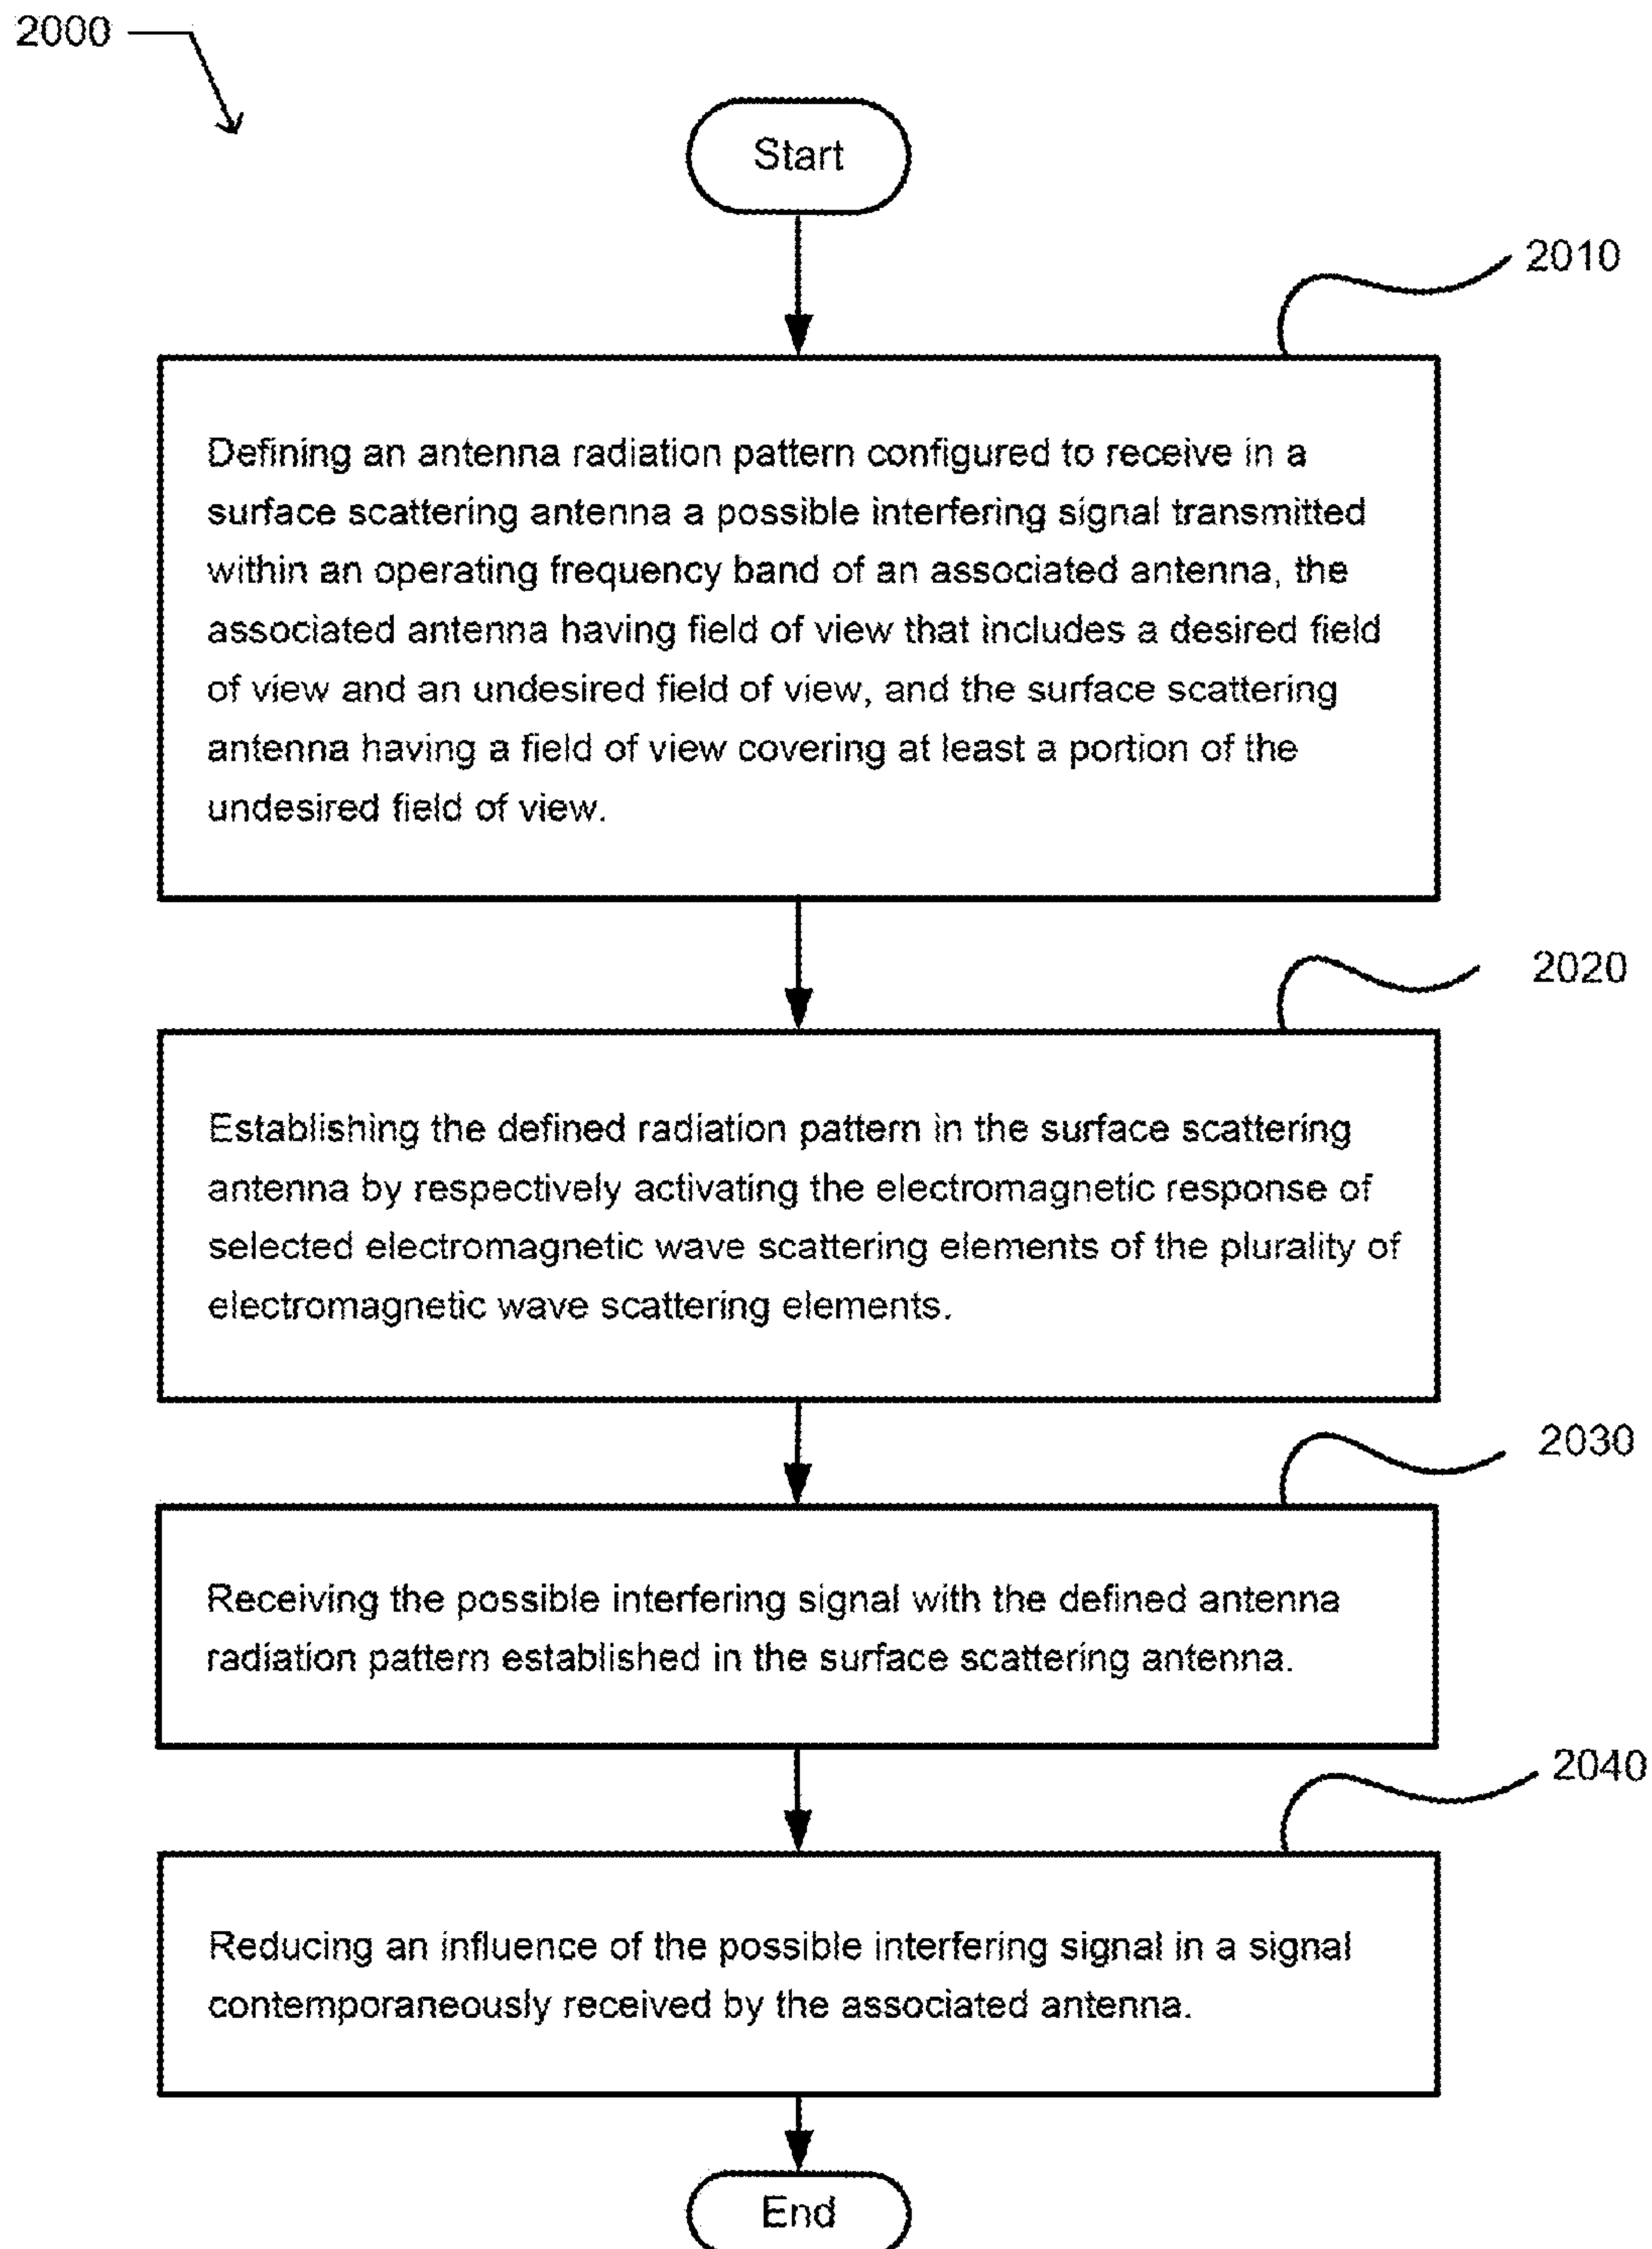 2000
Start
2010
Defining an antenna radiation pattern configured to receive in a
surface scattering antenna a possible interfering signal transmitted
within an operating frequency band of an associated antenna, the
associated antenna having field of view that includes a desired field
of view and an undesired field of view, and the surface scattering
antenna having a field of view covering at least a portion of the
undesired field of view.
2020
Establishing the defined radiation pattern in the surface scattering
antenna by respectively activating the electromagnetic response of
selected electromagnetic wave scattering elements of the plurality of
electromagnetic wave scattering elements.
2030
Receiving the possible interfering signal with the defined antenna
radiation pattern established in the surface scattering antenna.
2040
Reducing an influence of the possible interfering signal in a signal
contemporaneously received by the associated antenna.
End